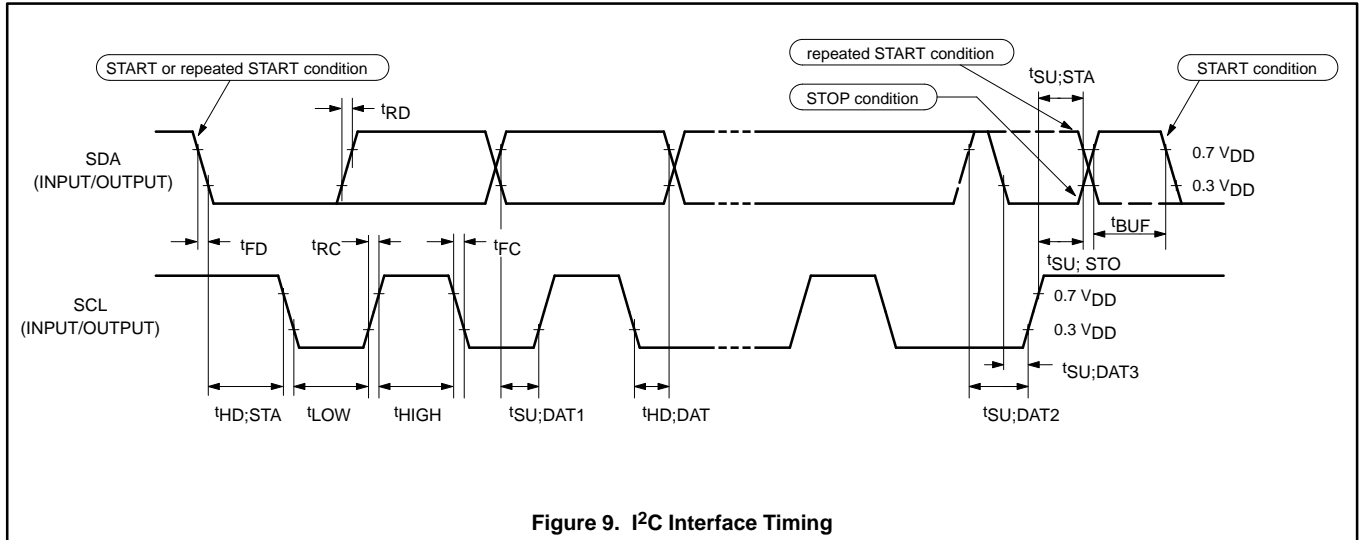 repeated START condition
tSU;STA
START or repeated START condition
START condition
STOP condition
tRD
SDA
(INPUT/OUTPUT)
0.7 VDD
0.3 VDD
tBUF
tFD
tRC
tFC
tSU; STO
SCL
(INPUT/OUTPUT)
0.7 VDD
0.3 VDD
tSU;DAT3
tHD;STA
tLOW
tHIGH
tSU;DAT1
tHD;DAT
tSU;DAT2
Figure 9. I²C Interface Timing